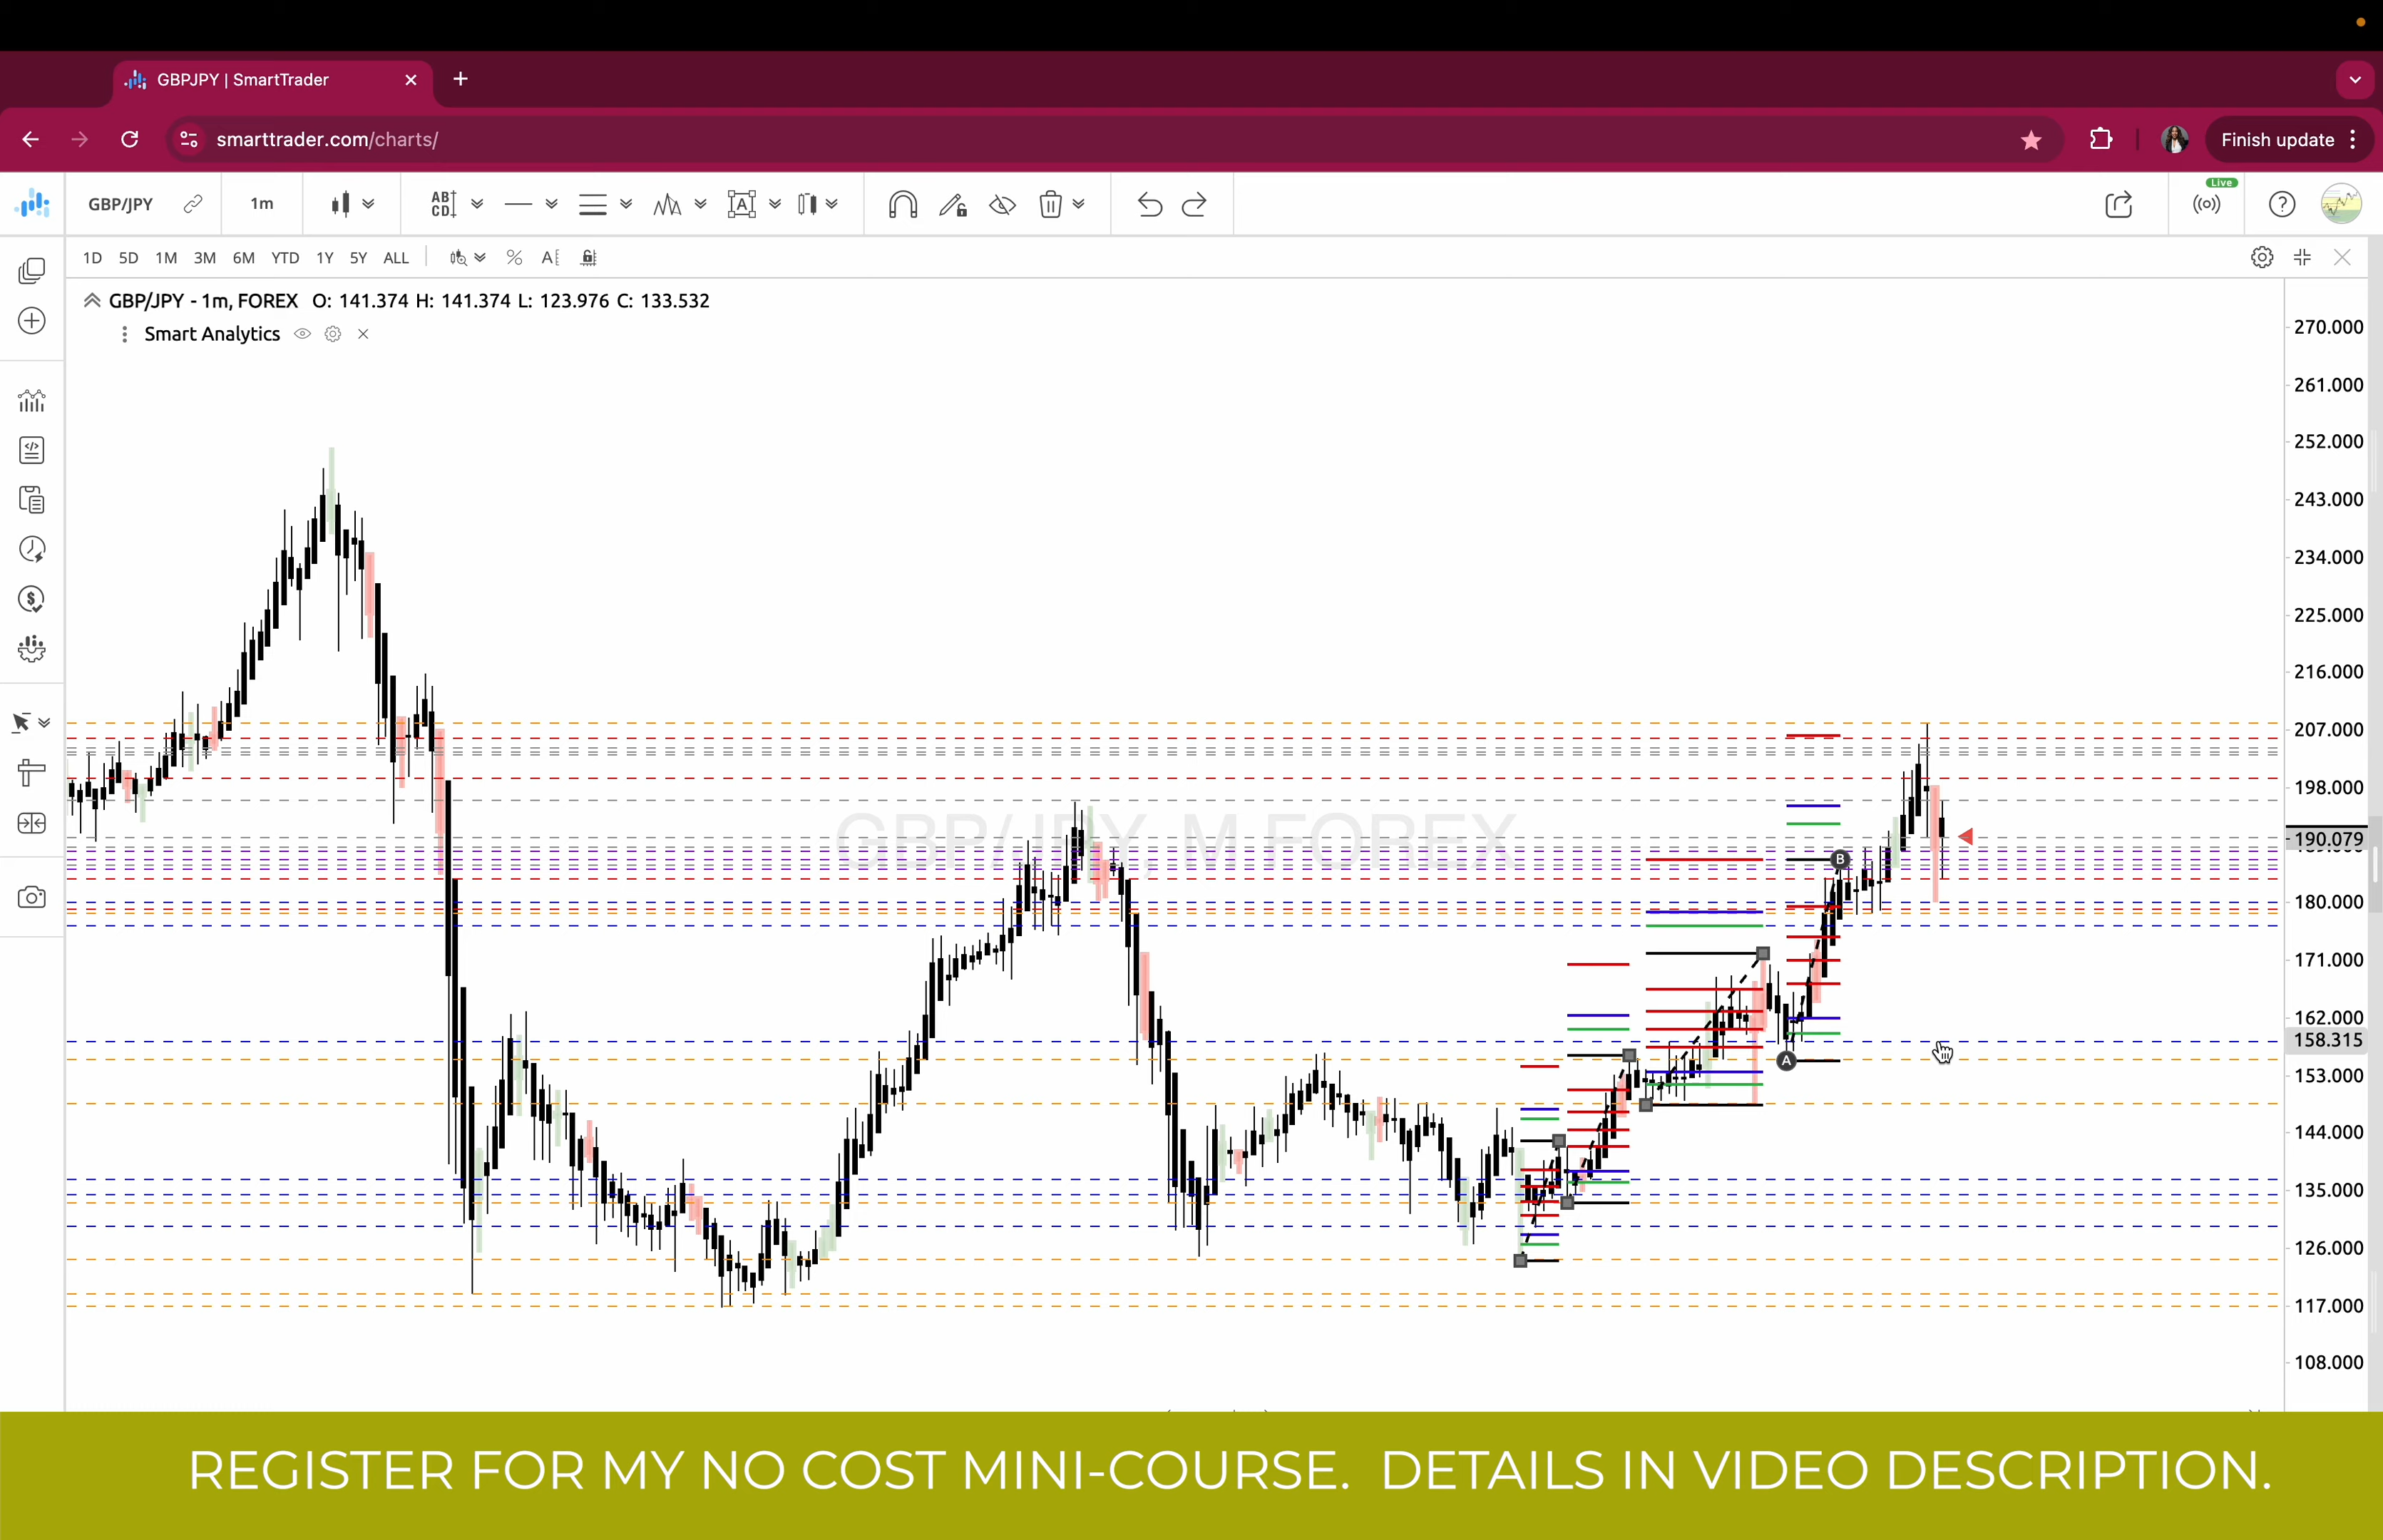 GBPJPY | SmartTrader
smarttrader.com/charts/
Finish update
GBP/JPY
1m
AB
CD
A
Live
1D 5D 1M 3M 6M YTD 1Y 5Y ALL % A
GBP/JPY - 1m, FOREX O: 141.374 H: 141.374 L: 123.976 C: 133.532
Smart Analytics
270.000
261.000
252.000
243.000
234.000
225.000
216.000
207.000
198.000
GBP/JPY, M FOREX
190.079
B
180.000
171.000
162.000
158.315
A
153.000
144.000
135.000
126.000
117.000
108.000
REGISTER FOR MY NO COST MINI-COURSE. DETAILS IN VIDEO DESCRIPTION.